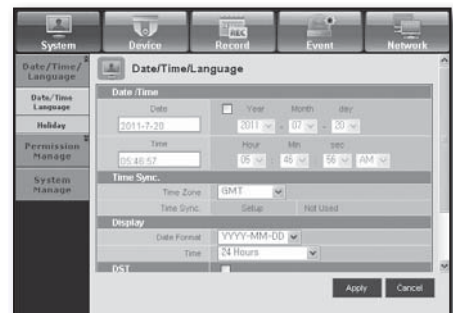 System Device Record Event Network
REC
Date/Time/
Language
Date/Time
Language
Holiday
Permission
Manage
System
Manage
Date/Time/Language
Date /Time
Date Year Month day
2011-7-20 2011 - 07 - 20
Time Hour Min sec
05:46:57 05 : 46 : 56 AM
Time Sync.
Time Zone GMT
Time Sync. Setup Not Used
Display
Date Format YYYY-MM-DD
Time 24 Hours
DST
Apply Cancel